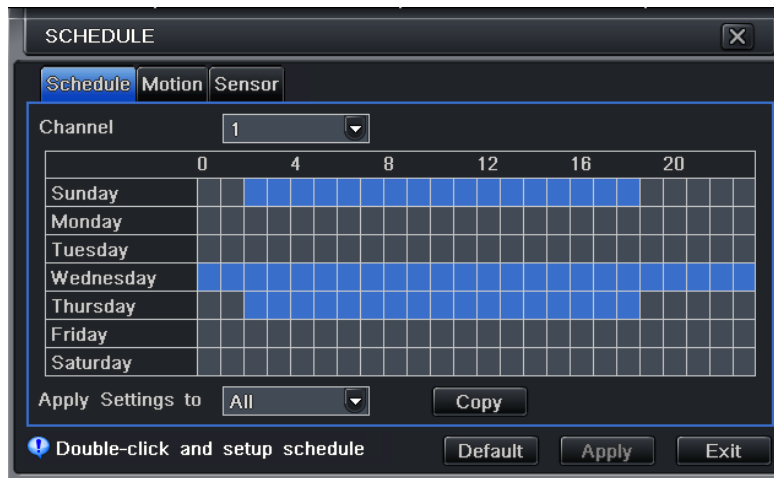 SCHEDULE
Schedule Motion Sensor
Channel 1
0 4 8 12 16 20
Sunday
Monday
Tuesday
Wednesday
Thursday
Friday
Saturday
Apply Settings to All Copy
Double-click and setup schedule Default Apply Exit